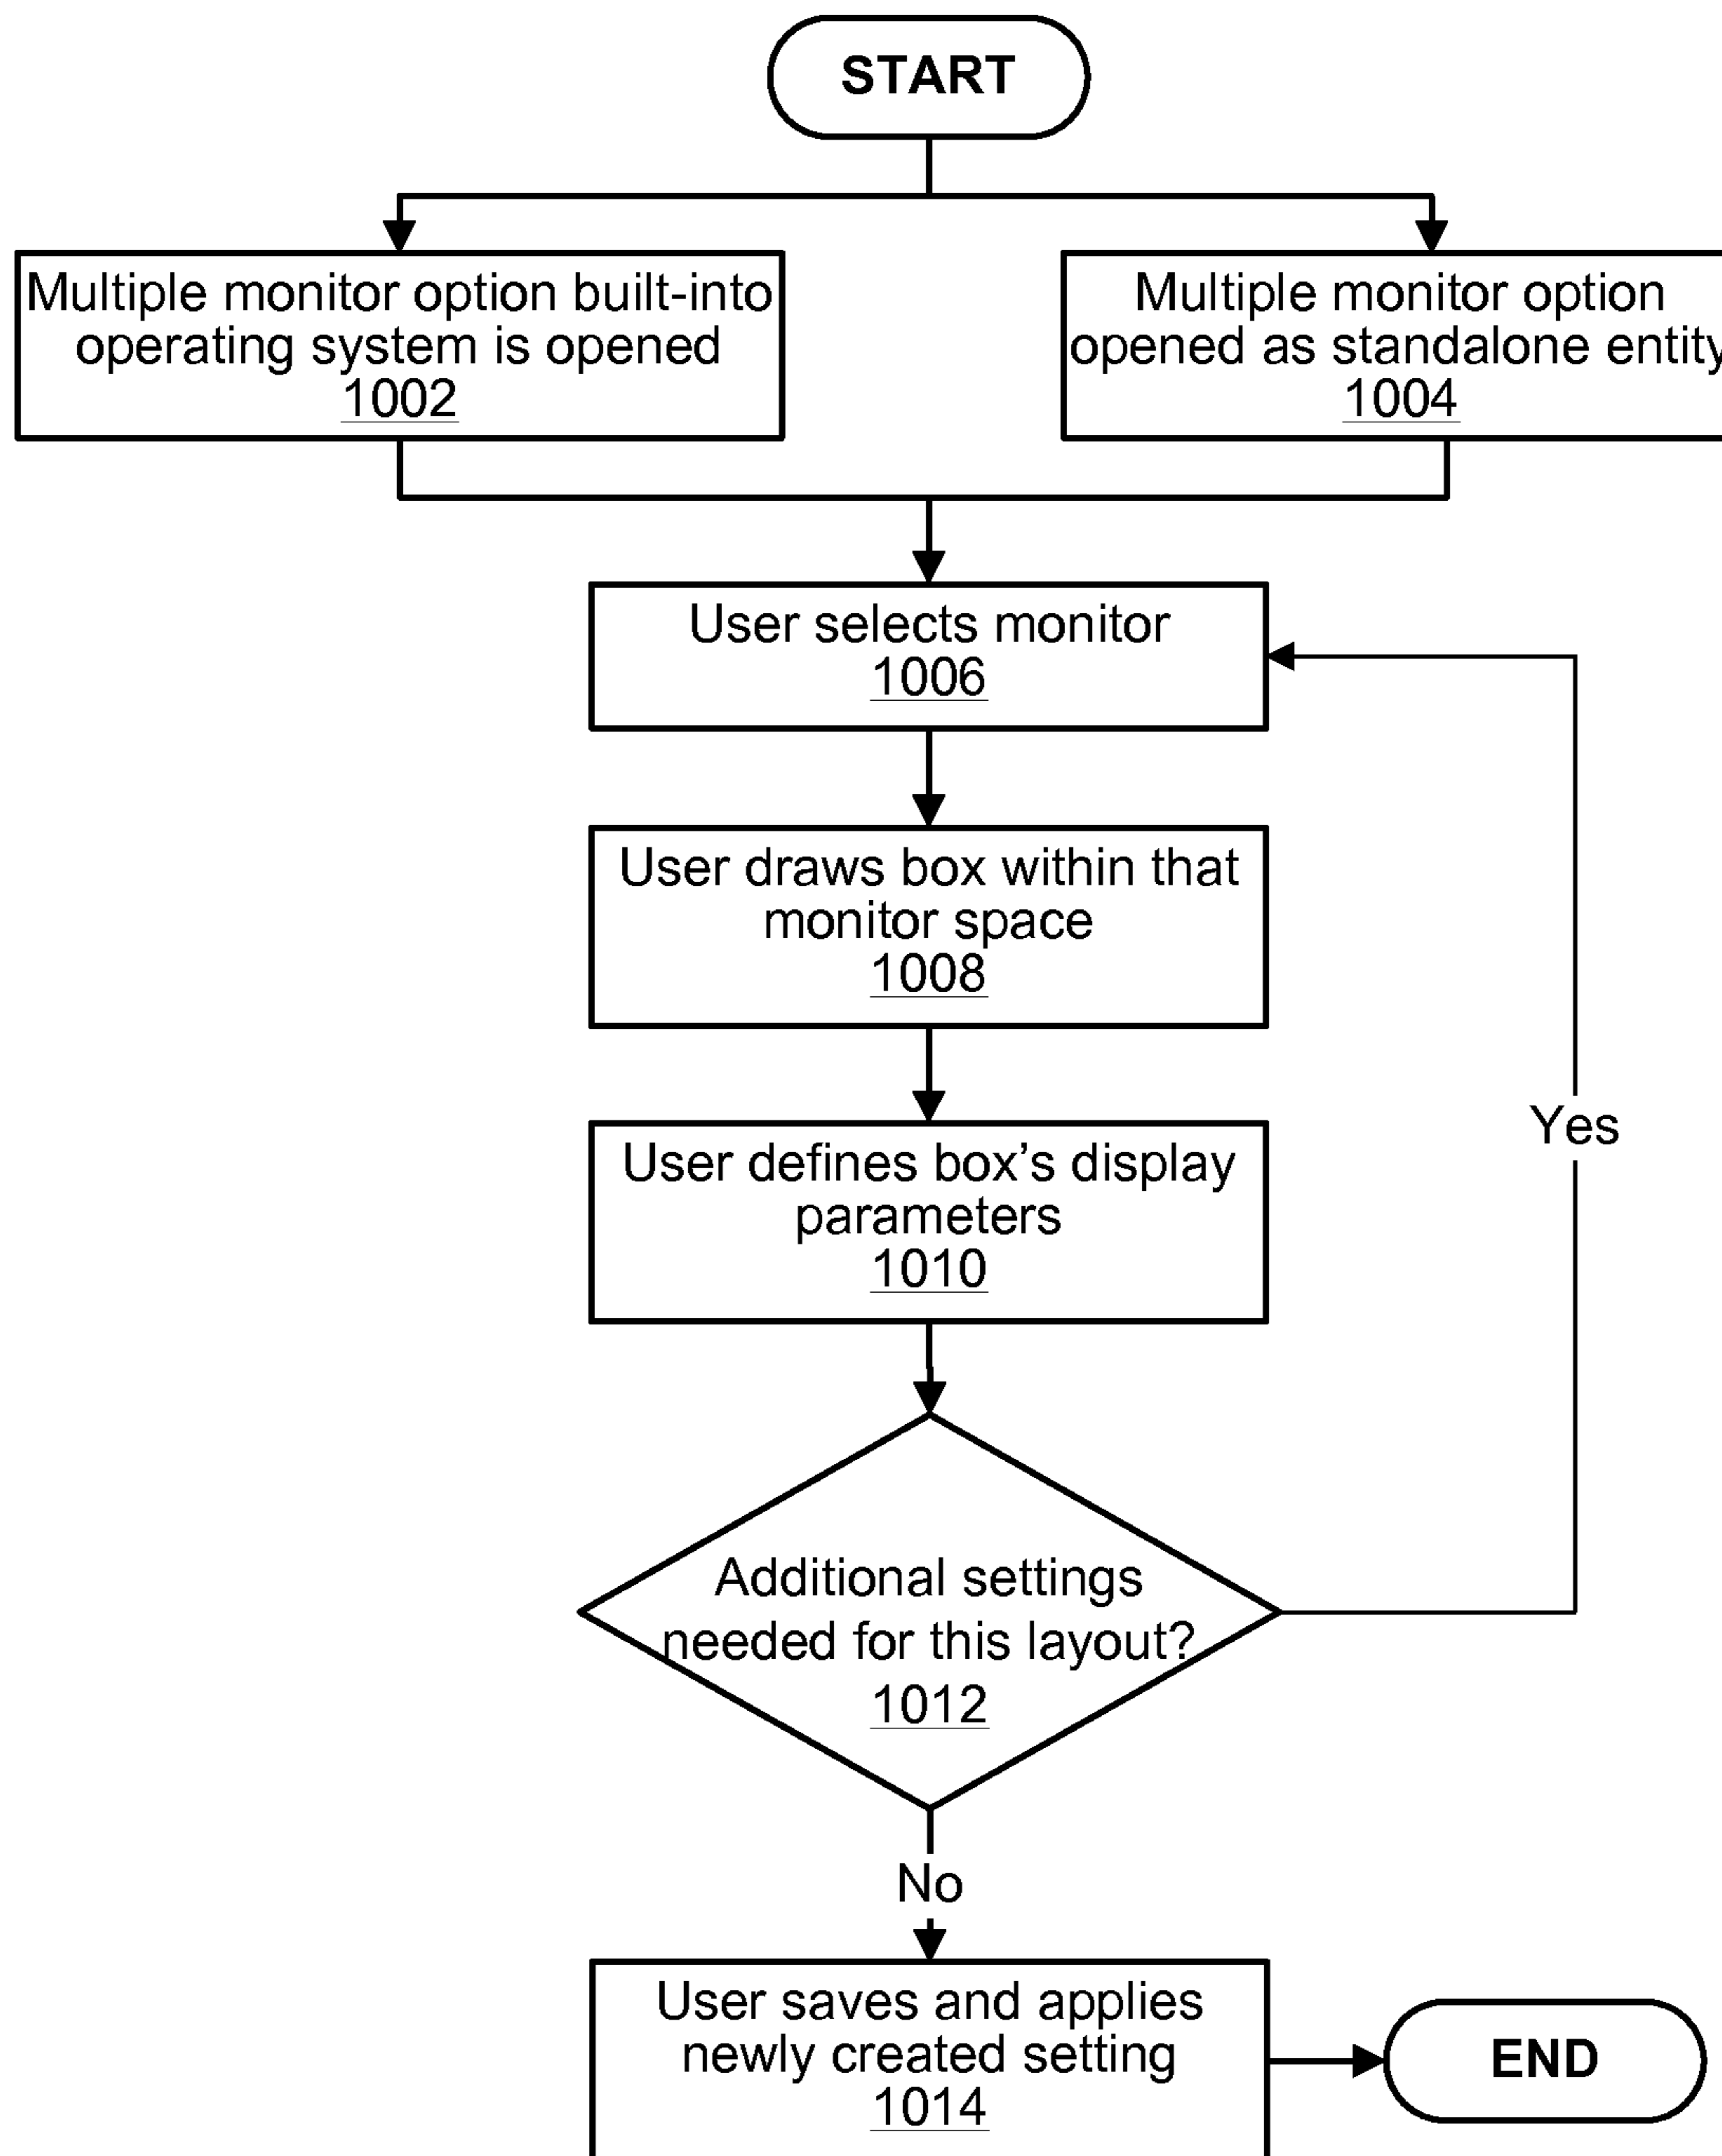 START
Multiple monitor option built-into
operating system is opened
1002
Multiple monitor option
opened as standalone entity
1004
User selects monitor
1006
User draws box within that
monitor space
1008
User defines box’s display
parameters
1010
Yes
Additional settings
needed for this layout?
1012
No
User saves and applies
newly created setting
1014
END